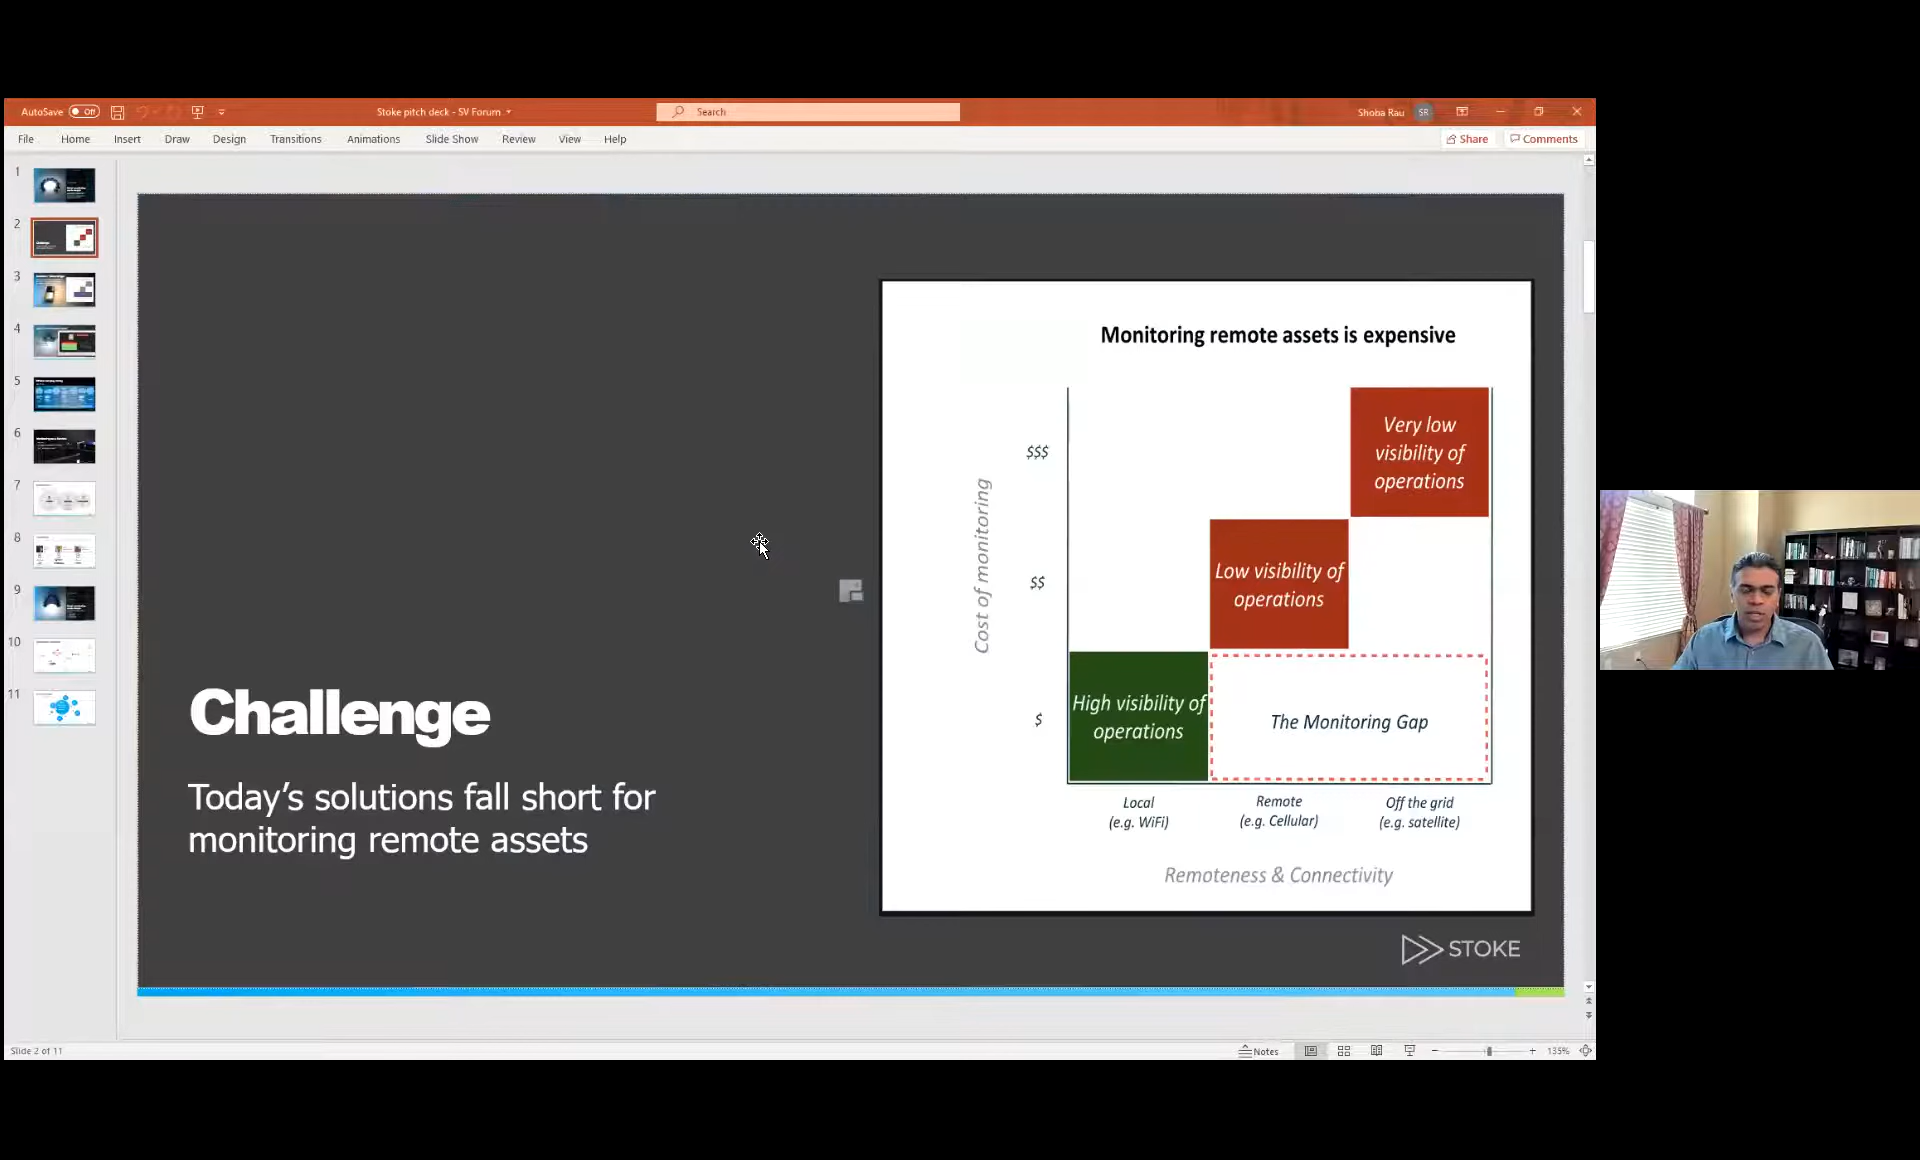 AutoSave Off
Stoke pitch deck - SV Forum
Search
Shoba Rau SR
File Home Insert Draw Design Transitions Animations Slide Show Review View Help
Share Comments
1
2
3
4
5
6
7
8
9
10
11
Challenge
Today's solutions fall short for
monitoring remote assets
Monitoring remote assets is expensive
Cost of monitoring
$$$
$$
$
Very low
visibility of
operations
Low visibility of
operations
High visibility of
operations
The Monitoring Gap
Local
(e.g. WiFi)
Remote
(e.g. Cellular)
Off the grid
(e.g. satellite)
Remoteness & Connectivity
STOKE
Slide 2 of 11
Notes
135%